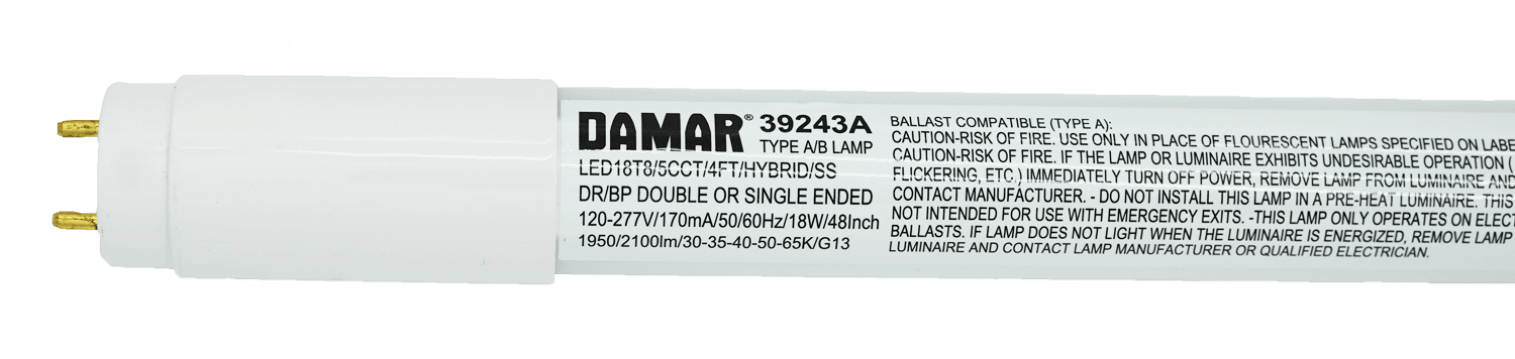 DAMAR® 39243A
TYPE A/B LAMP
LED18T8/5CCT/4FT/HYBRID/SS
DR/BP DOUBLE OR SINGLE ENDED
120-277V/170mA/50/60Hz/18W/48Inch
1950/2100lm/30-35-40-50-65K/G13
BALLAST COMPATIBLE (TYPE A):
CAUTION-RISK OF FIRE. USE ONLY IN PLACE OF FLOURESCENT LAMPS SPECIFIED ON
CAUTION-RISK OF FIRE. IF THE LAMP OR LUMINAIRE EXHIBITS UNDESIRABLE OPERATION (
FLICKERING, ETC.) IMMEDIATELY TURN OFF POWER, REMOVE LAMP FROM LUMINAIRE AND
CONTACT MANUFACTURER. - DO NOT INSTALL THIS LAMP IN A PRE-HEAT LUMINAIRE. THIS
NOT INTENDED FOR USE WITH EMERGENCY EXITS. -THIS LAMP ONLY OPERATES ON
BALLASTS. IF LAMP DOES NOT LIGHT WHEN THE LUMINAIRE IS ENERGIZED, REMOVE LAMP
LUMINAIRE AND CONTACT LAMP MANUFACTURER OR QUALIFIED ELECTRICIAN.